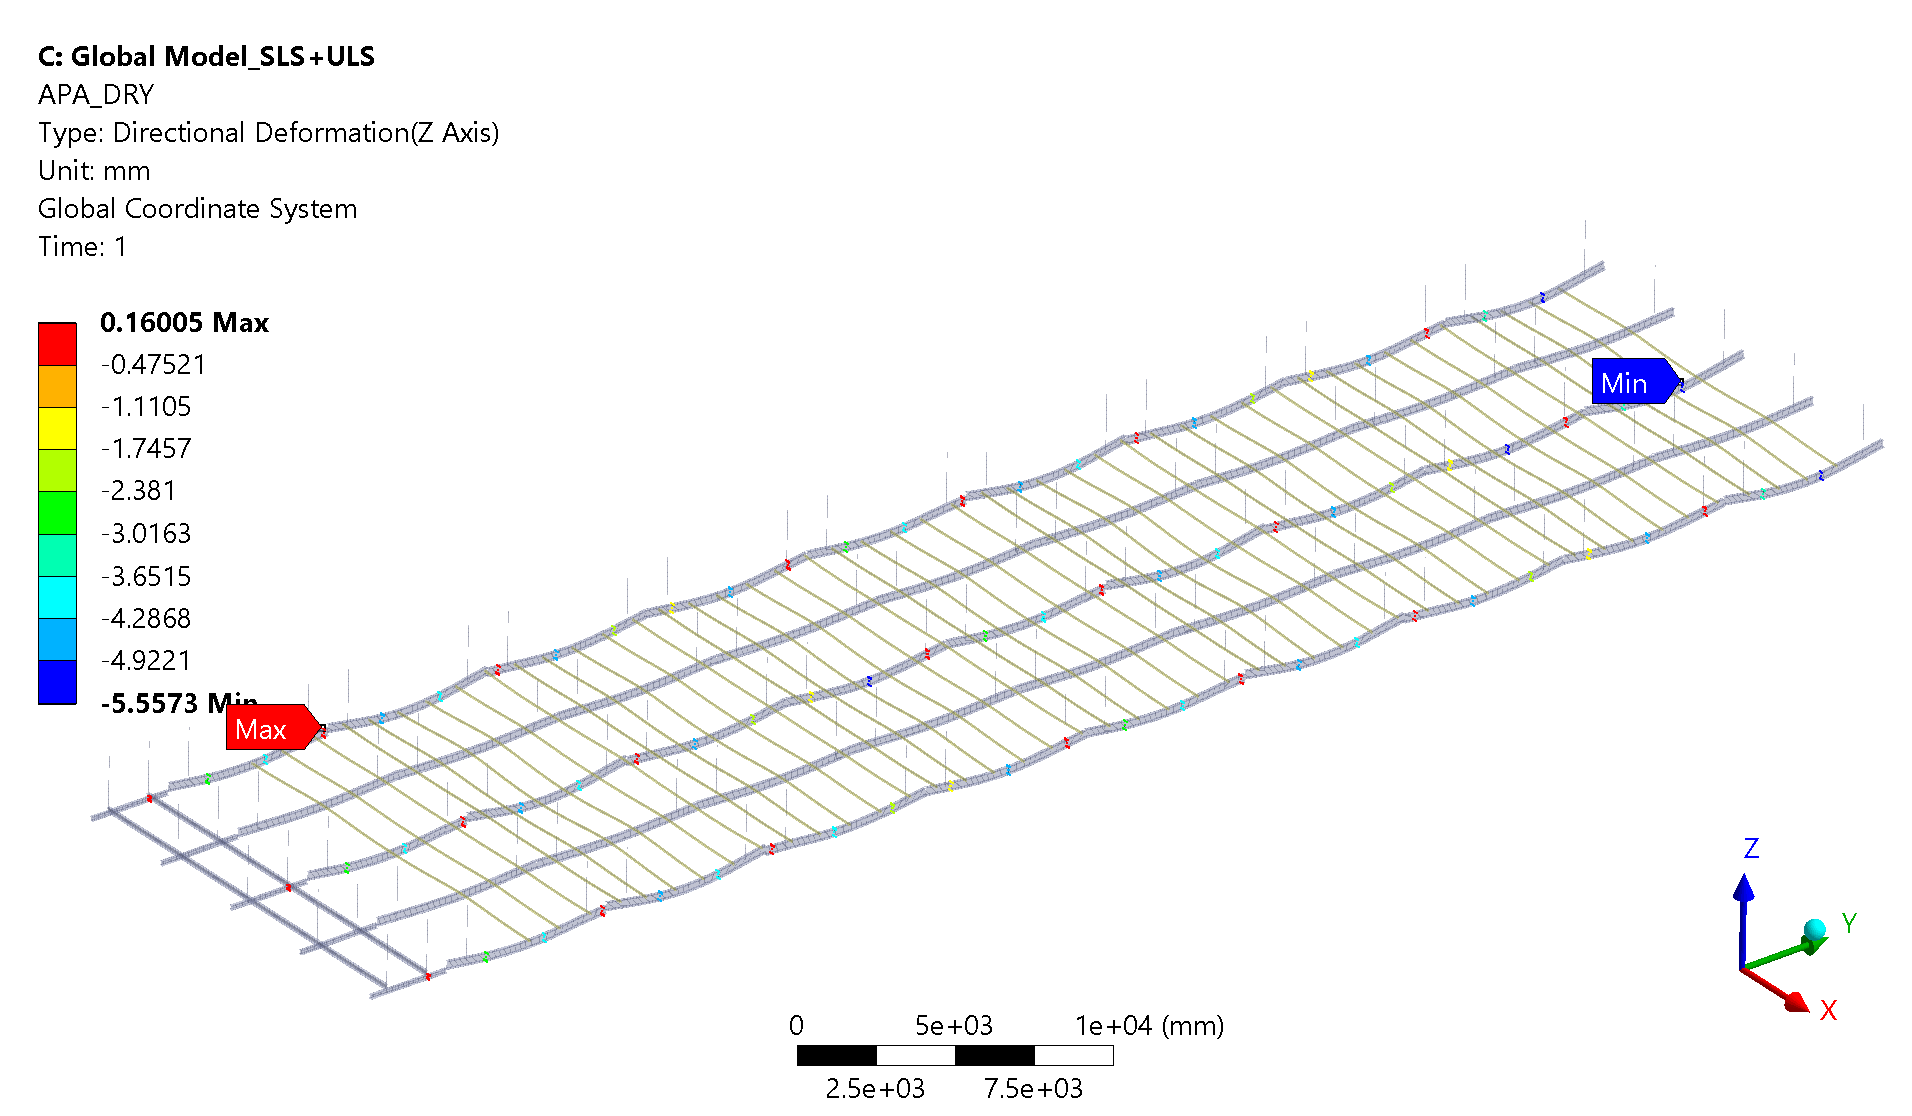 C: Global Model_SLS+ULS
APA_DRY
Type: Directional Deformation(Z Axis)
Unit: mm
Global Coordinate System
Time: 1
0.16005 Max
-0.47521
-1.1105
-1.7457
-2.381
-3.0163
-3.6515
-4.2868
-4.9221
-5.5573 Min
Max
Min
Z
Y
X
0 5e+03 1e+04 (mm)
2.5e+03 7.5e+03